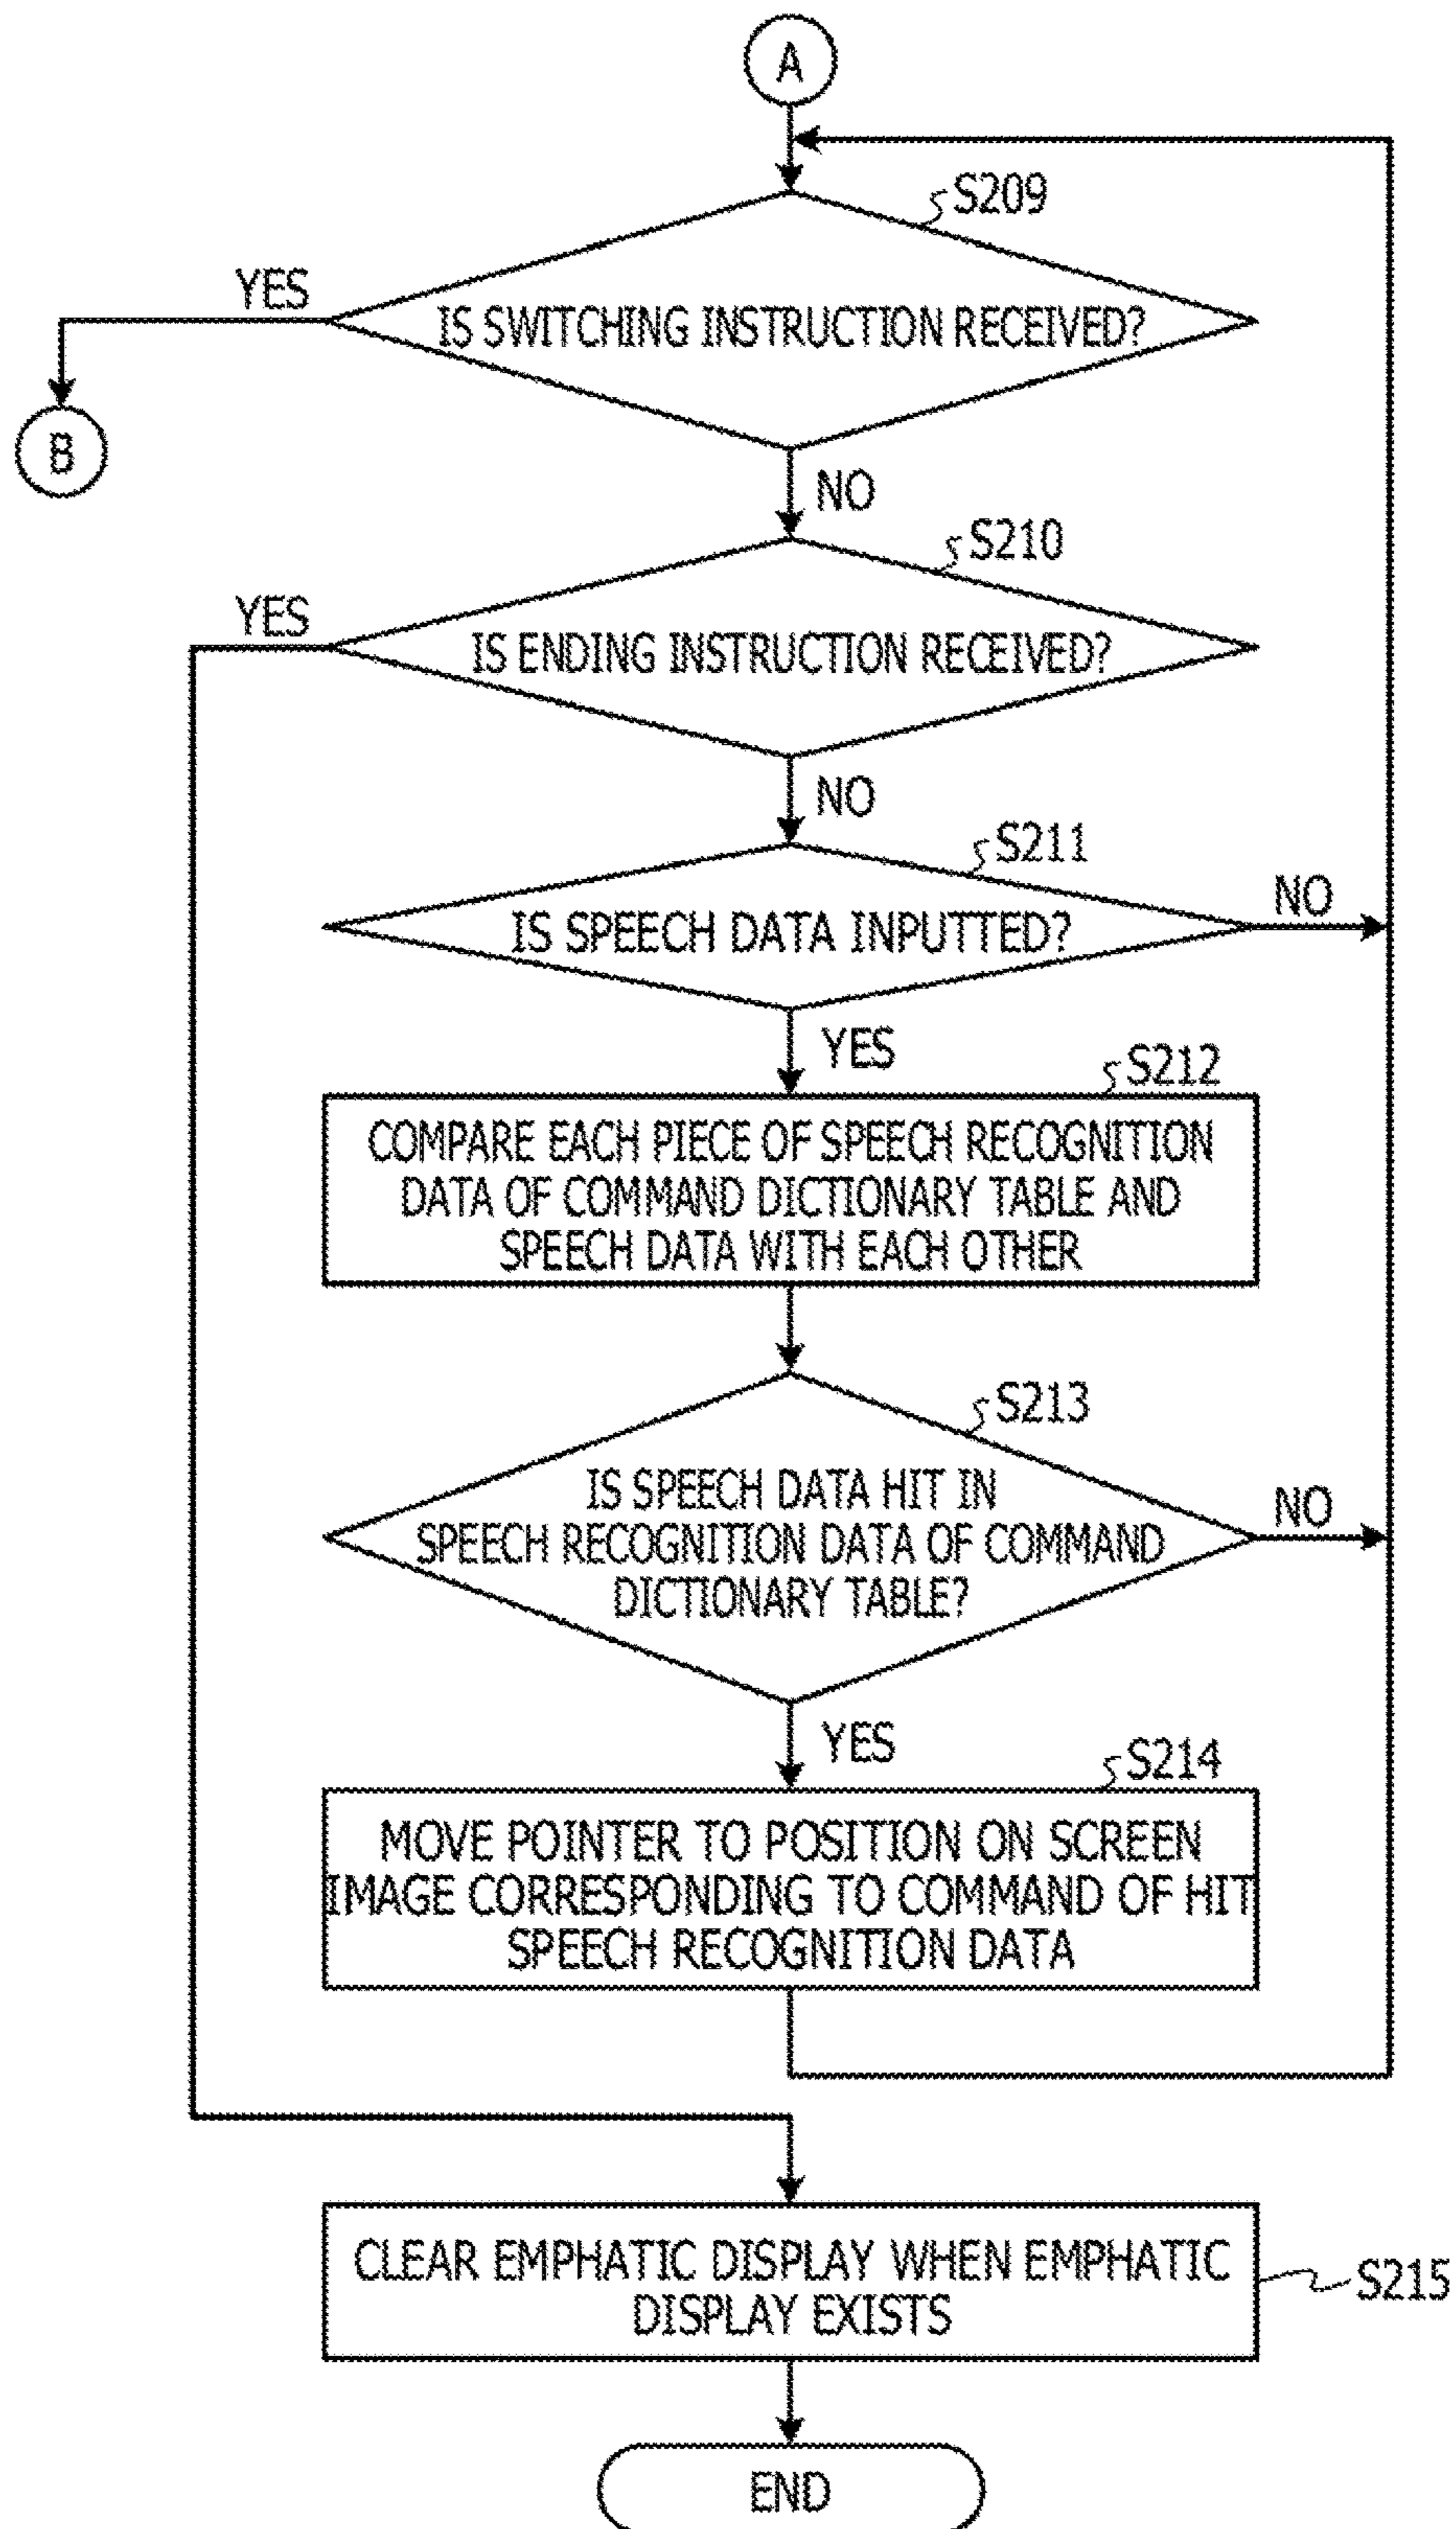 A
S209
YES
IS SWITCHING INSTRUCTION RECEIVED?
B
NO
S210
YES
IS ENDING INSTRUCTION RECEIVED?
NO
S211
NO
IS SPEECH DATA INPUTTED?
YES
S212
COMPARE EACH PIECE OF SPEECH RECOGNITION
DATA OF COMMAND DICTIONARY TABLE AND
SPEECH DATA WITH EACH OTHER
S213
IS SPEECH DATA HIT IN
NO
SPEECH RECOGNITION DATA OF COMMAND
DICTIONARY TABLE?
YES
S214
MOVE POINTER TO POSITION ON SCREEN
IMAGE CORRESPONDING TO COMMAND OF HIT
SPEECH RECOGNITION DATA
CLEAR EMPHATIC DISPLAY WHEN EMPHATIC
DISPLAY EXISTS
S215
END